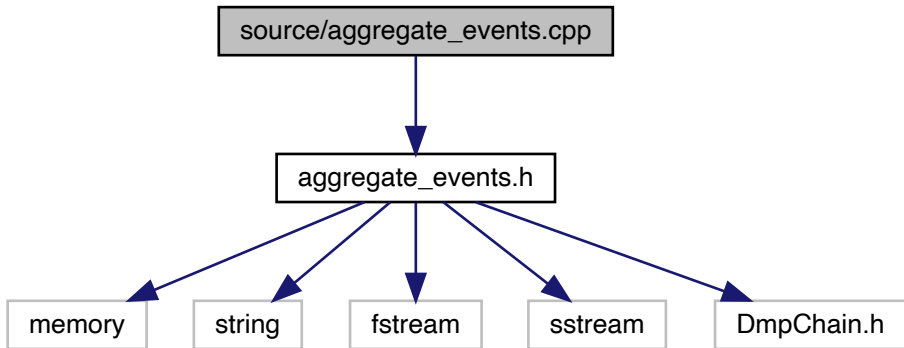 source/aggregate_events.cpp
aggregate_events.h
memory
string
fstream
sstream
DmpChain.h